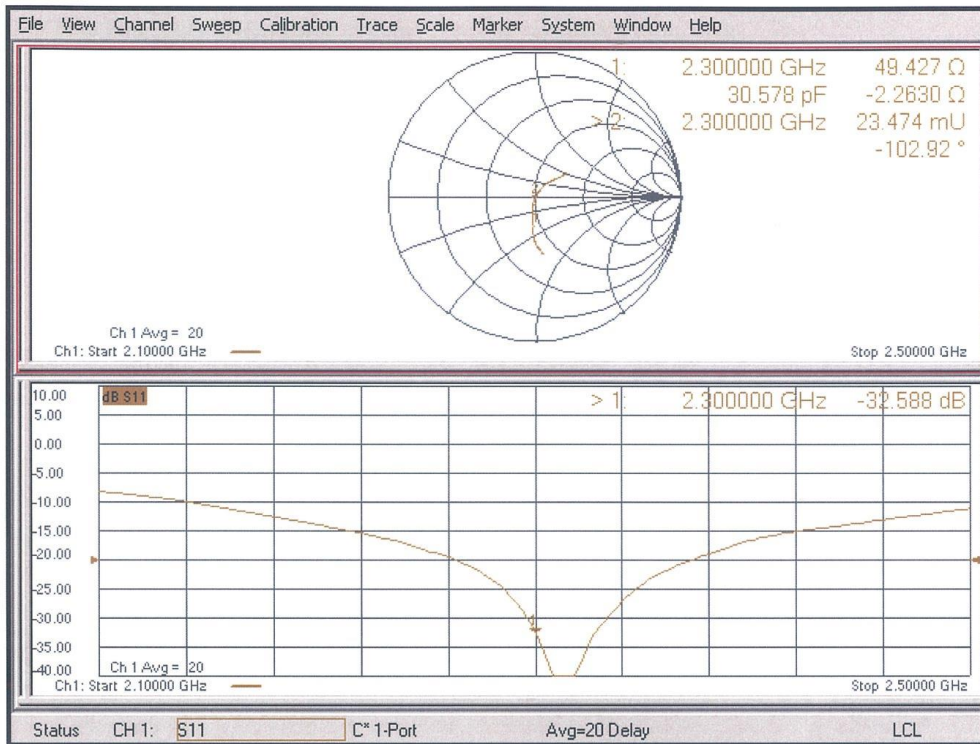 File View Channel Sweep Calibration Trace Scale Marker System Window Help
1: 2.300000 GHz 49.427 Ω
30.578 pF -2.2630 Ω
> 2: 2.300000 GHz 23.474 mU
-102.92 °
Ch 1 Avg = 20
Ch1: Start 2.10000 GHz
Stop 2.50000 GHz
10.00
dB S11
> 1: 2.300000 GHz -32.588 dB
5.00
0.00
-5.00
-10.00
-15.00
-20.00
-25.00
-30.00
-35.00
-40.00
Ch 1 Avg = 20
Ch1: Start 2.10000 GHz
Stop 2.50000 GHz
Status CH 1: S11 C* 1-Port Avg=20 Delay LCL